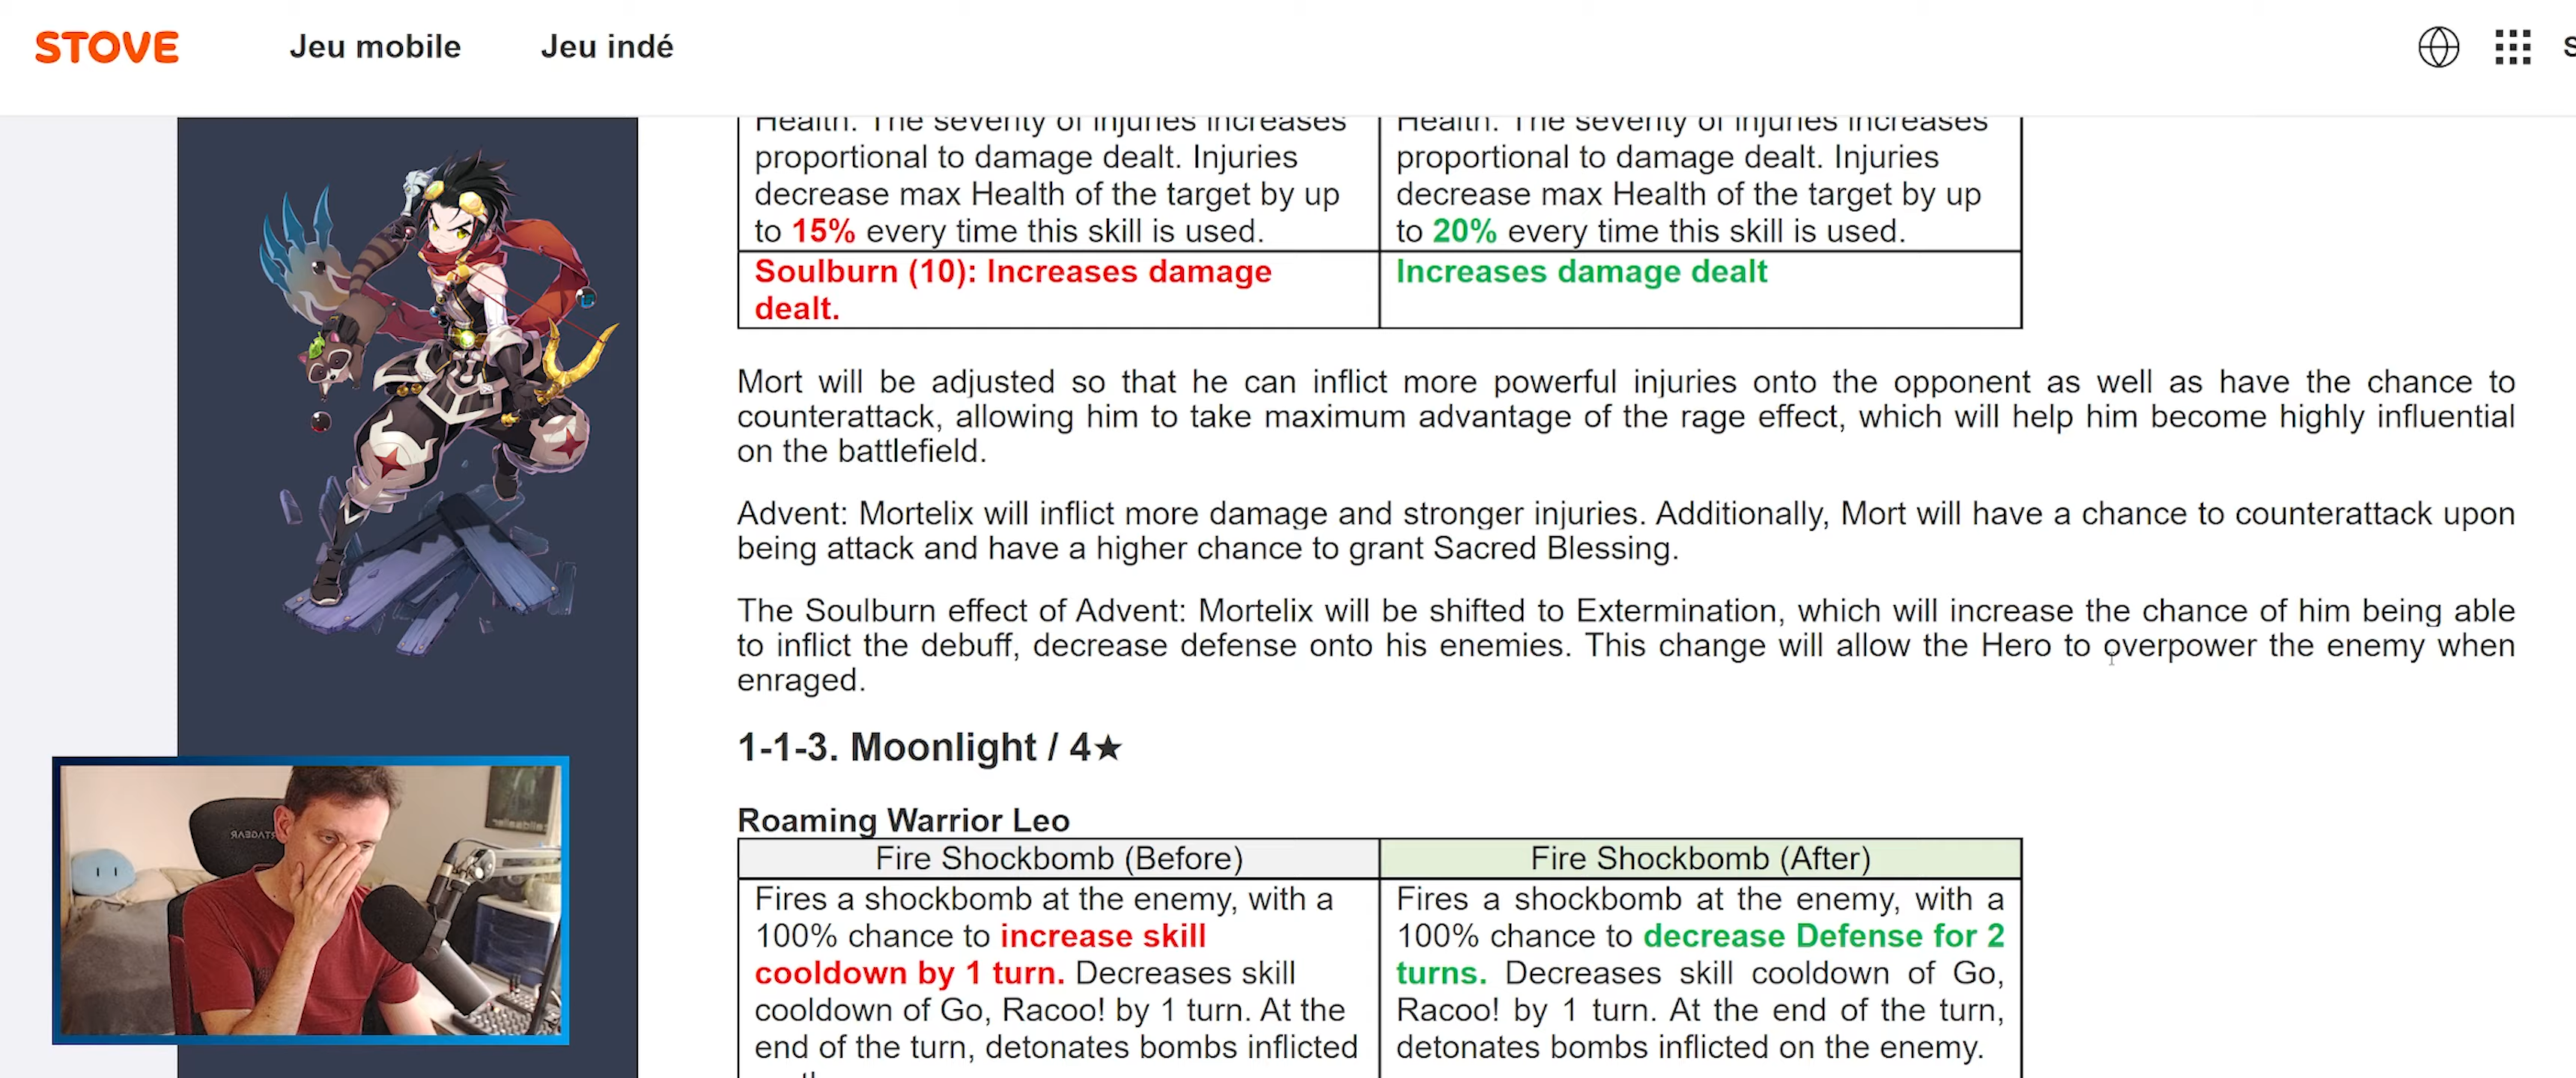 STOVE
Jeu mobile
Jeu indé
Health. The severity of injuries increases
proportional to damage dealt. Injuries
decrease max Health of the target by up
to 15% every time this skill is used.
Health. The severity of injuries increases
proportional to damage dealt. Injuries
decrease max Health of the target by up
to 20% every time this skill is used.
Soulburn (10): Increases damage
dealt.
Increases damage dealt
Mort will be adjusted so that he can inflict more powerful injuries onto the opponent as well as have the chance to
counterattack, allowing him to take maximum advantage of the rage effect, which will help him become highly influential
on the battlefield.
Advent: Mortelix will inflict more damage and stronger injuries. Additionally, Mort will have a chance to counterattack upon
being attack and have a higher chance to grant Sacred Blessing.
The Soulburn effect of Advent: Mortelix will be shifted to Extermination, which will increase the chance of him being able
to inflict the debuff, decrease defense onto his enemies. This change will allow the Hero to overpower the enemy when
enraged.
1-1-3. Moonlight / 4★
Roaming Warrior Leo
Fire Shockbomb (Before)
Fire Shockbomb (After)
Fires a shockbomb at the enemy, with a
100% chance to increase skill
cooldown by 1 turn. Decreases skill
cooldown of Go, Racoo! by 1 turn. At the
end of the turn, detonates bombs inflicted
Fires a shockbomb at the enemy, with a
100% chance to decrease Defense for 2
turns. Decreases skill cooldown of Go,
Racoo! by 1 turn. At the end of the turn,
detonates bombs inflicted on the enemy.